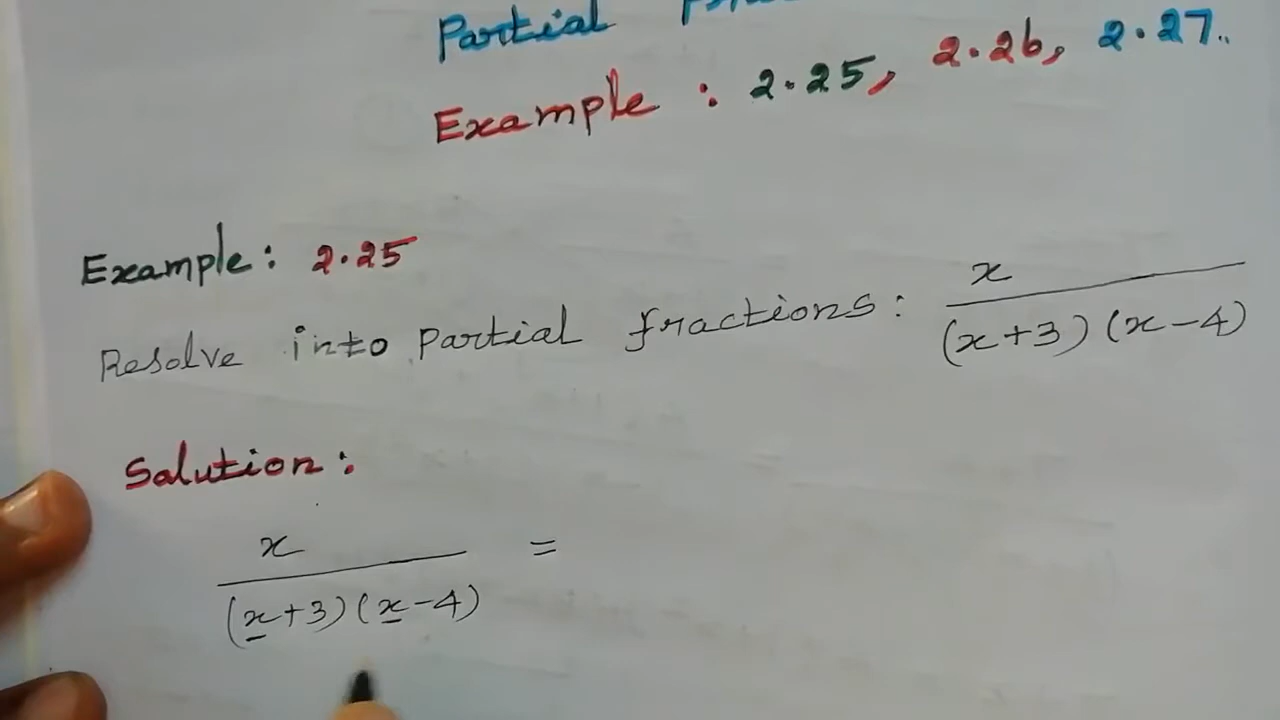 Partial
Example : 2.25, 2.26, 2.27..
Example: 2.25
Resolve into Partial fractions: x / (x+3)(x-4)
Solution:
x / (x+3)(x-4) =